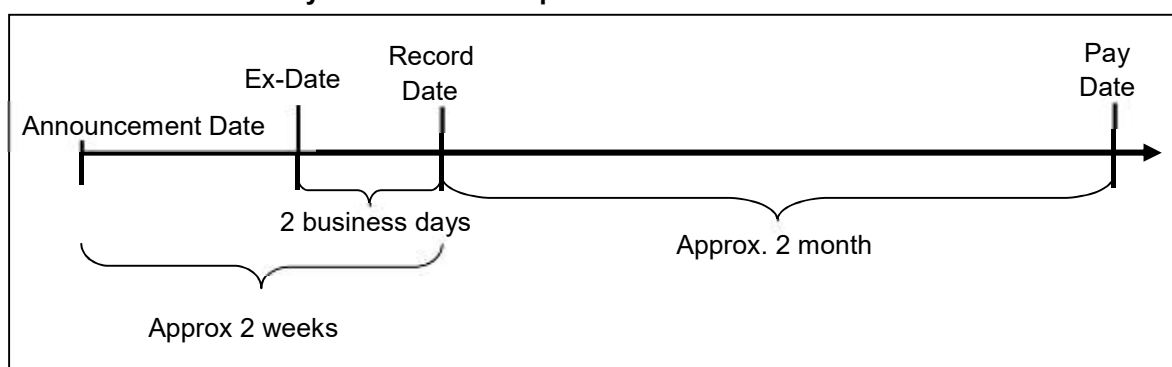 Announcement Date
Ex-Date
Record
Date
Pay
Date
2 business days
Approx. 2 month
Approx 2 weeks